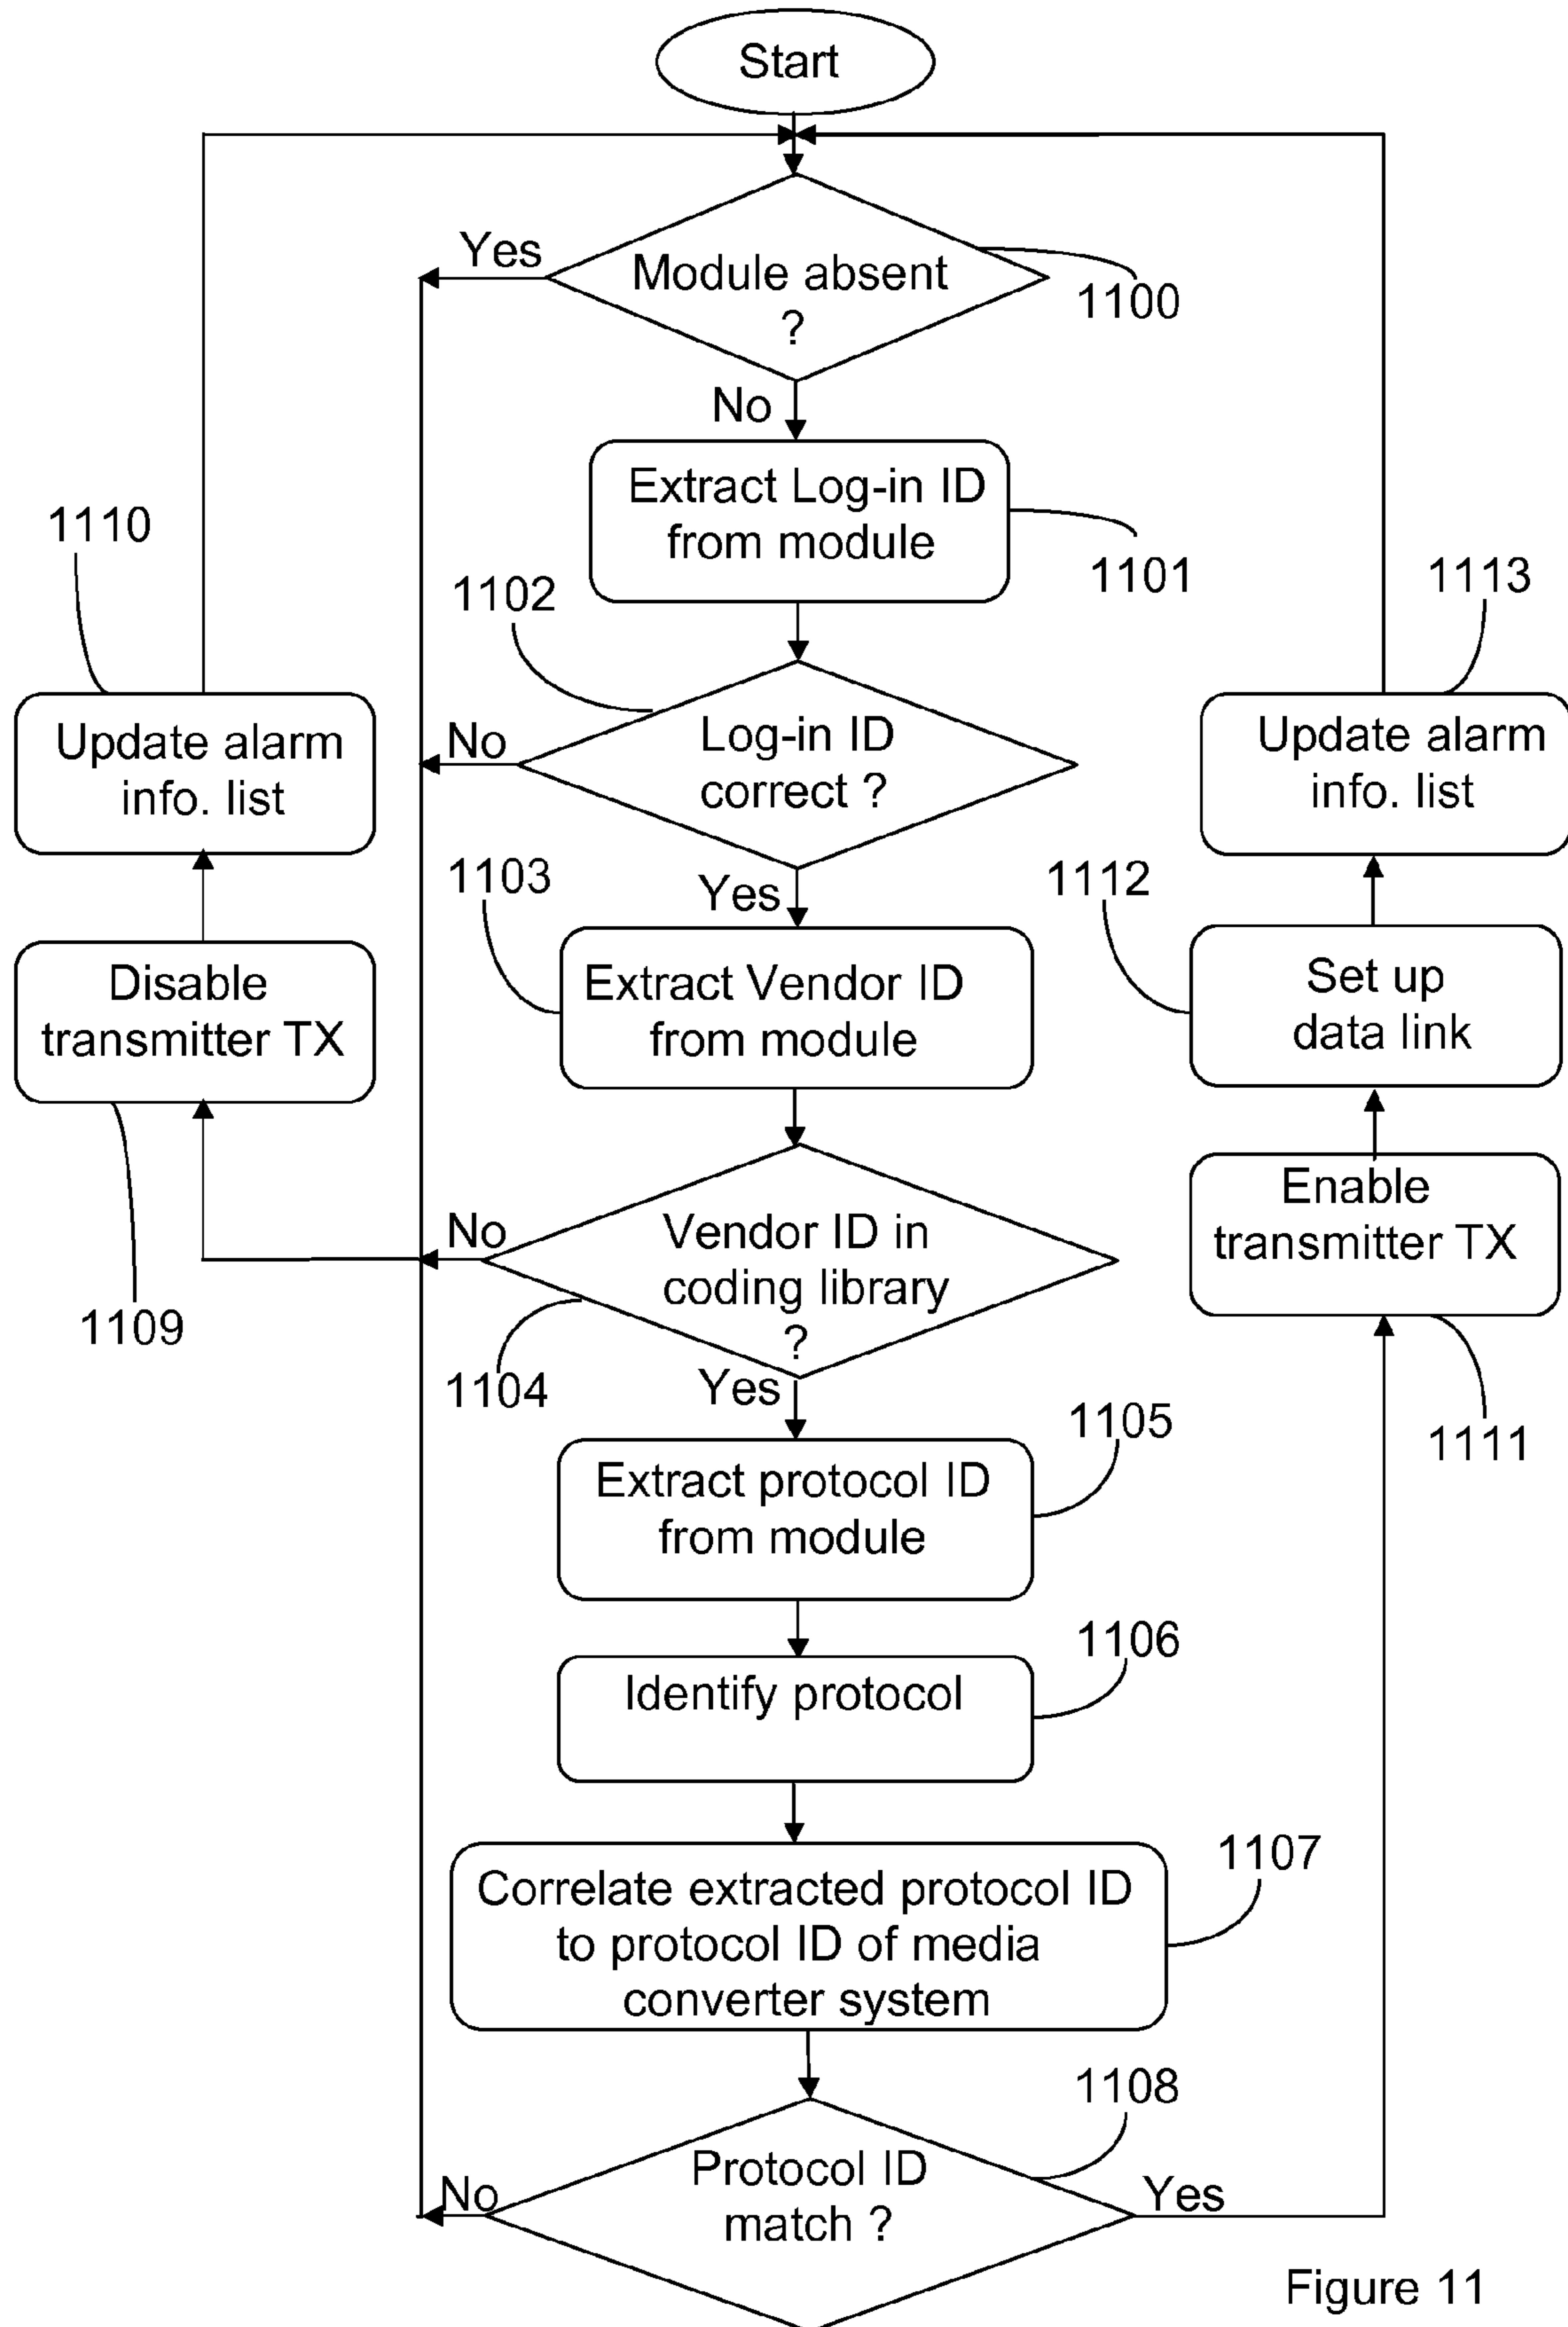 Start
Yes
Module absent
?
1100
No
Extract Log-in ID
from module
1101
1110
1102
1113
Update alarm
info. list
No
Log-in ID
correct ?
Update alarm
info. list
1103
Yes
1112
Disable
transmitter TX
Extract Vendor ID
from module
Set up
data link
No
Vendor ID in
coding library
?
Enable
transmitter TX
1109
1104
Yes
1105
1111
Extract protocol ID
from module
1106
Identify protocol
1107
Correlate extracted protocol ID
to protocol ID of media
converter system
1108
No
Protocol ID
match ?
Yes
Figure 11